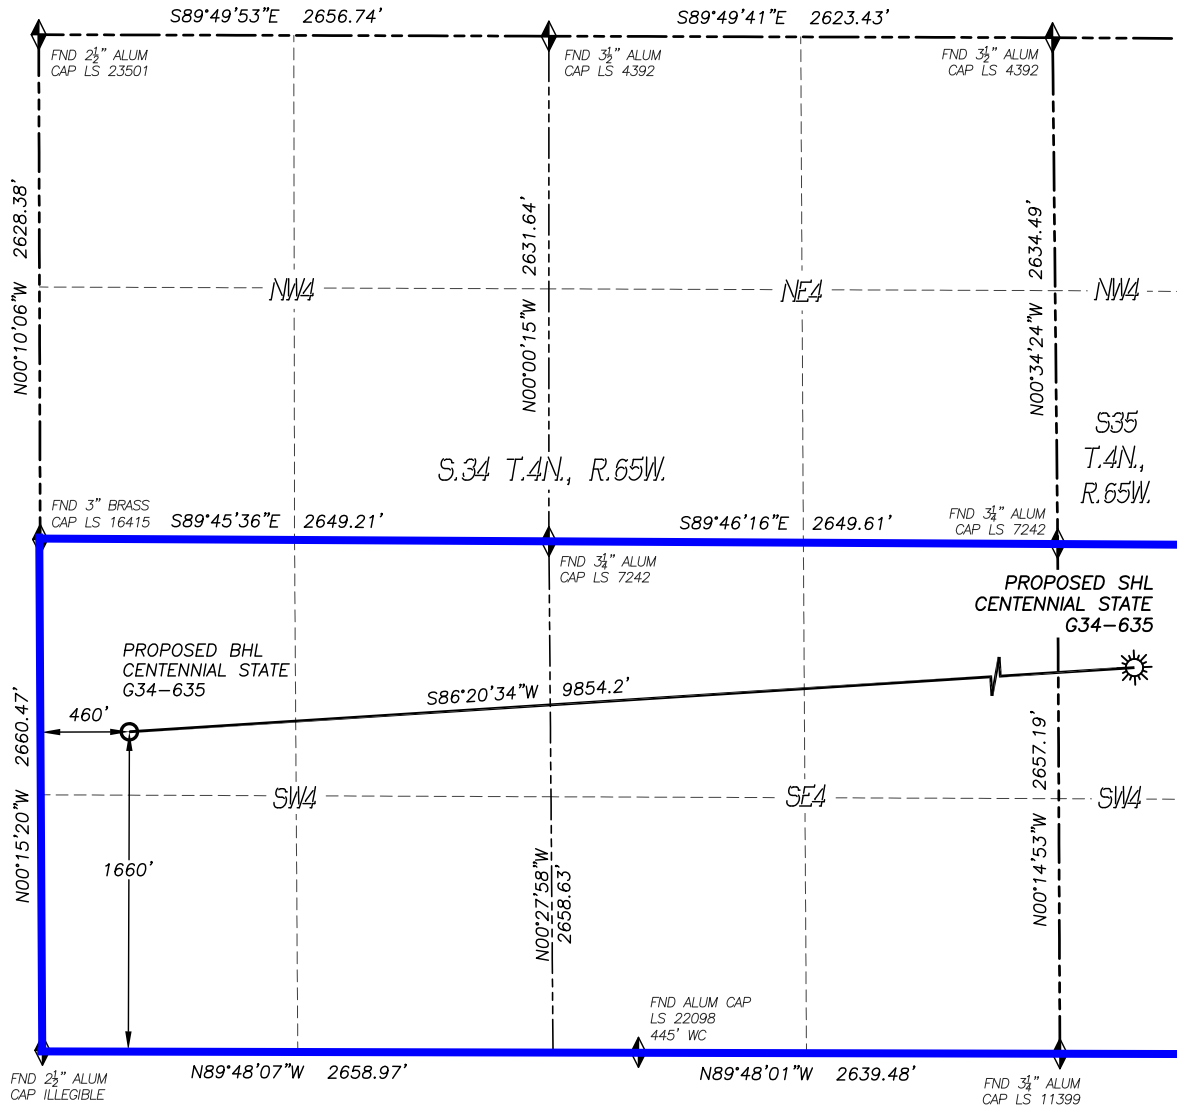 S89°49'53"E 2656.74'
S89°49'41" 2623.43'
FND 2½" ALUM
CAP LS 23501
FND 3½" ALUM
CAP LS 4392
FND 3½" ALUM
CAP LS 4392
N00°10'06"W 2628.38'
N00°00'15"W 2631.64'
N00°34'24"W 2634.49'
NW4
NE4
NW4
S.34 T.4N., R.65W.
S35
T.4N.,
R.65W.
FND 3" BRASS
CAP LS 16415
S89°45'36"E 2649.21'
S89°46'16"E 2649.61'
FND 3¼" ALUM
CAP LS 7242
FND 3¼" ALUM
CAP LS 7242
PROPOSED SHL
CENTENNIAL STATE
G34-635
PROPOSED BHL
CENTENNIAL STATE
G34-635
S86°20'34"W 9854.2'
460'
N00°15'20"W 2660.47'
N00°27'58"W
2658.63'
N00°14'53"W 2657.19'
SW4
SE4
SW4
1660'
FND ALUM CAP
LS 22098
445' WC
FND 2½" ALUM
CAP ILLEGIBLE
N89°48'07"W 2658.97'
N89°48'01"W 2639.48'
FND 3¼" ALUM
CAP LS 11399